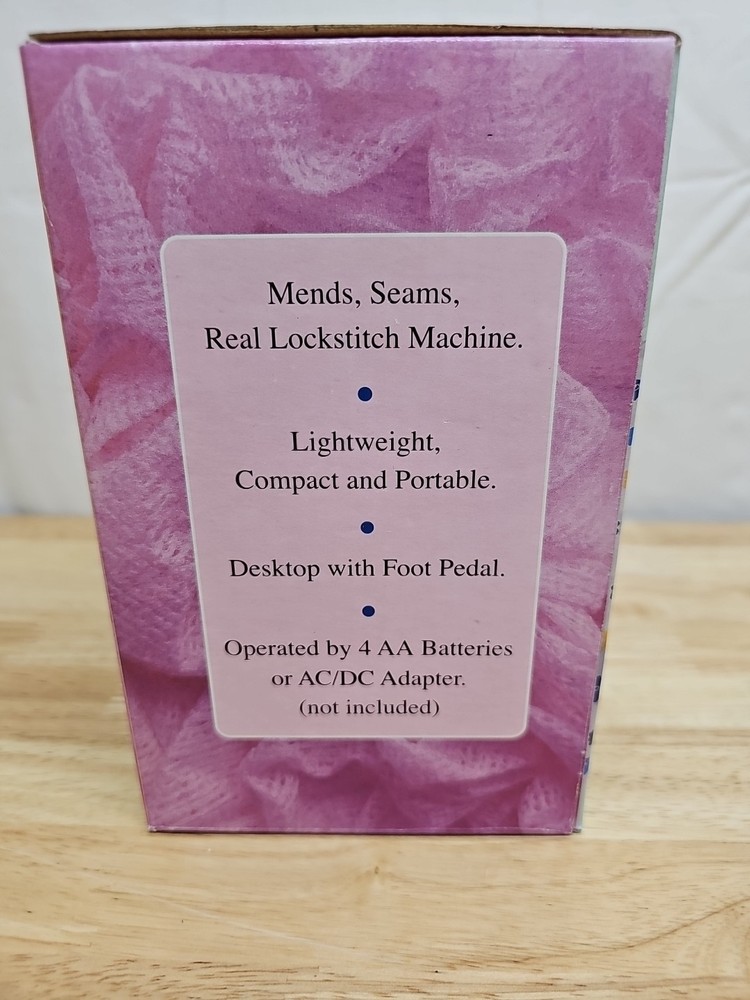 Mends, Seams,
Real Lockstitch Machine.
Lightweight,
Compact and Portable.
Desktop with Foot Pedal.
Operated by 4 AA Batteries
or AC/DC Adapter.
(not included)